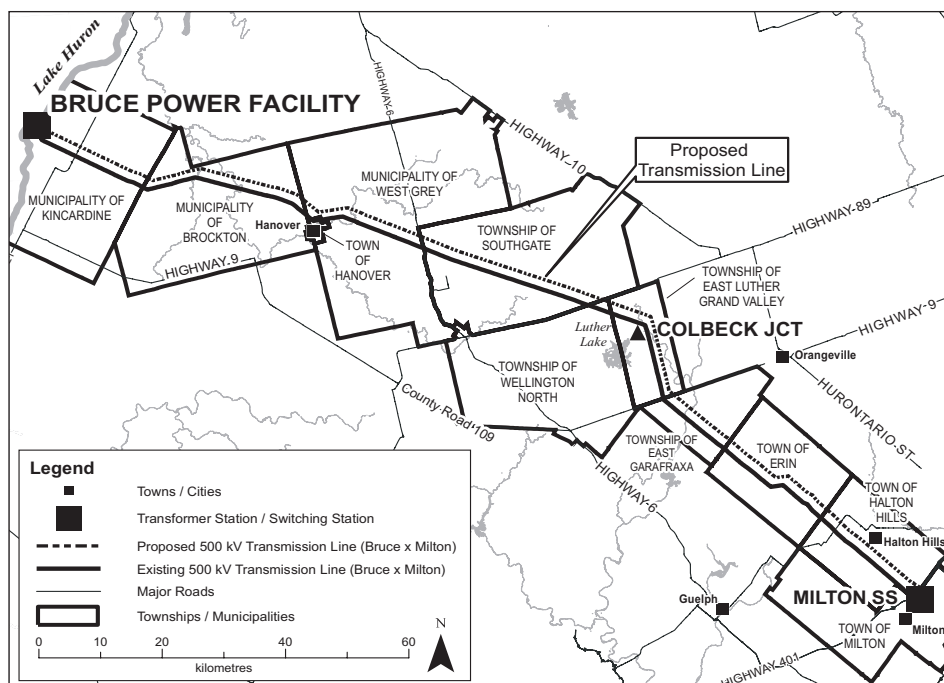 Lake Huron
BRUCE POWER FACILITY
HIGHWAY-6
HIGHWAY-10
Proposed
Transmission Line
MUNICIPALITY OF
KINCARDINE
MUNICIPALITY
OF
BROCKTON
MUNICIPALITY OF
WEST GREY
Hanover
TOWN
OF
HANOVER
HIGHWAY-9
TOWNSHIP OF
SOUTHGATE
HIGHWAY-89
TOWNSHIP OF
EAST LUTHER
GRAND VALLEY
Luther
Lake
COLBECK JCT
HIGHWAY-9
Orangeville
TOWNSHIP OF
WELLINGTON
NORTH
County Road 109
HURONTARIO-ST
TOWNSHIP OF
EAST
GARAFRAXA
HIGHWAY-6
TOWN OF
ERIN
TOWN OF
HALTON
HILLS
Halton Hills
Guelph
MILTON SS
Milton
TOWN OF
MILTON
HIGHWAY-401
Legend
Towns / Cities
Transformer Station / Switching Station
Proposed 500 kV Transmission Line (Bruce x Milton)
Existing 500 kV Transmission Line (Bruce x Milton)
Major Roads
Townships / Municipalities
0 10 20 40 60
kilometres
N